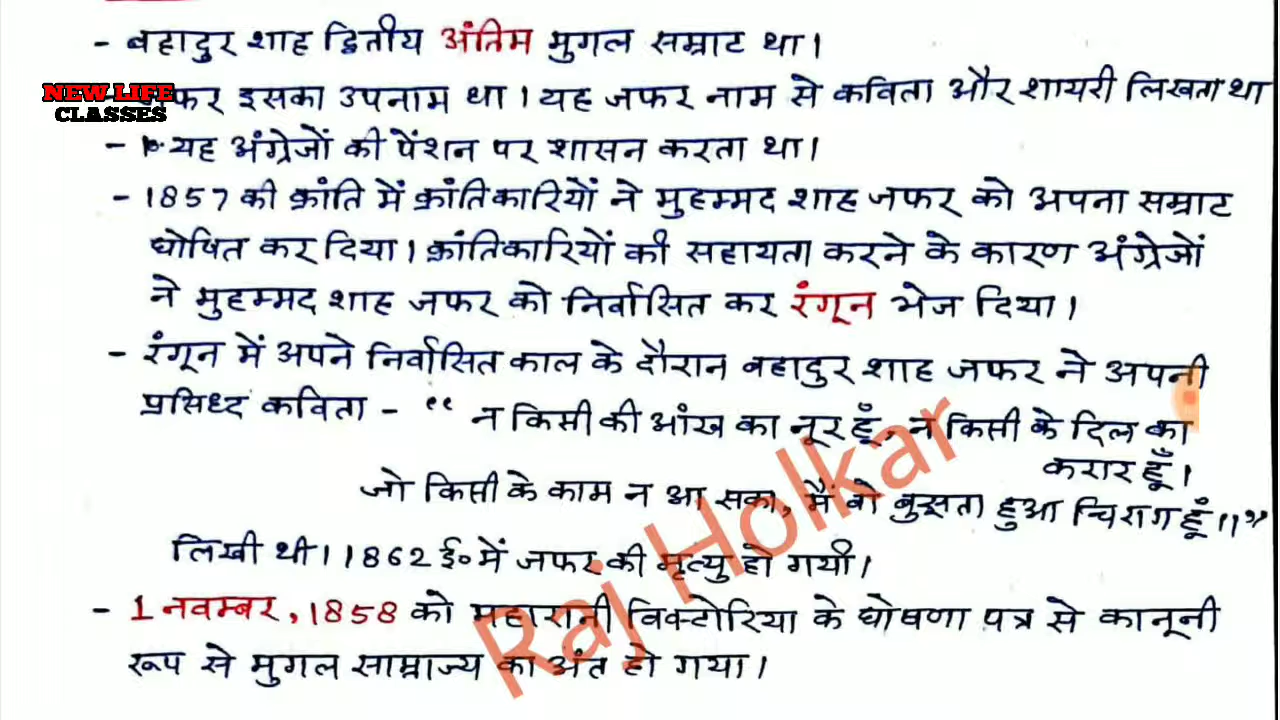 - बहादुर शाह द्वितीय अंतिम मुगल सम्राट था।
NEW LIFE
CLASSES
जफर इसका उपनाम था। यह जफर नाम से कविता और शायरी लिखता था
- यह अंग्रेजों की पेंशन पर शासन करता था।
- 1857 की क्रांति में क्रांतिकारियों ने मुहम्मद शाह जफर को अपना सम्राट
घोषित कर दिया। क्रांतिकारियों की सहायता करने के कारण अंग्रेजों
ने मुहम्मद शाह जफर को निर्वासित कर रंगून भेज दिया।
- रंगून में अपने निर्वासित काल के दौरान बहादुर शाह जफर ने अपनी
प्रसिध्द कविता - “ न किसी की आंख का नूर हूँ, न किसी के दिल का
करार हूँ।
जो किसी के काम न आ सका, मैं वो बुझता हुआ चिराग हूँ।।”
लिखी थी। 1862 ई० में जफर की मृत्यु हो गयी।
- 1 नवम्बर, 1858 को महारानी विक्टोरिया के घोषणा पत्र से कानूनी
रूप से मुगल साम्राज्य का अंत हो गया।
Raj Holkar